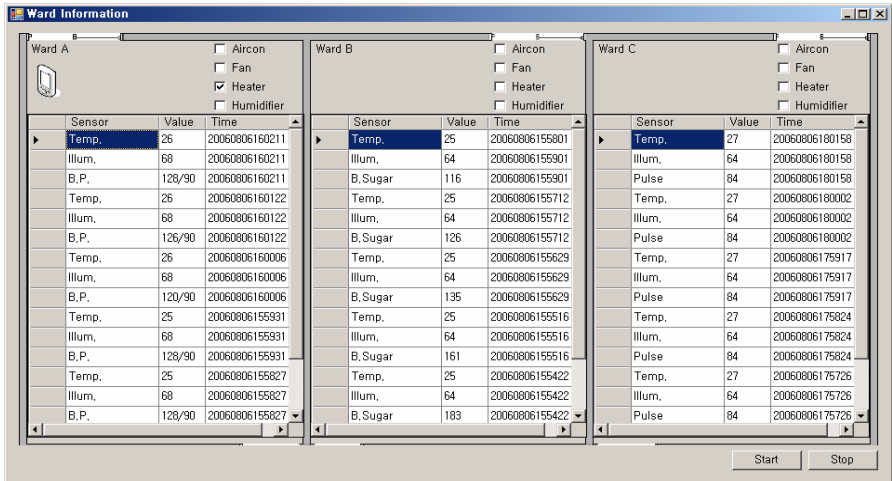 Ward Information
Ward A
Aircon
Fan
Heater
Humidifier
Sensor Value Time
Temp, 26 20060806160211
Illum, 68 20060806160211
B,P, 128/90 20060806160211
Temp, 26 20060806160122
Illum, 68 20060806160122
B,P, 126/90 20060806160122
Temp, 26 20060806160006
Illum, 68 20060806160006
B,P, 120/90 20060806160006
Temp, 25 20060806155931
Illum, 68 20060806155931
B,P, 128/90 20060806155931
Temp, 25 20060806155827
Illum, 68 20060806155827
B,P, 128/90 20060806155827
Ward B
Aircon
Fan
Heater
Humidifier
Sensor Value Time
Temp, 25 20060806155801
Illum, 64 20060806155901
B,Sugar 116 20060806155901
Temp, 25 20060806155712
Illum, 64 20060806155712
B,Sugar 126 20060806155712
Temp, 25 20060806155629
Illum, 64 20060806155629
B,Sugar 135 20060806155629
Temp, 25 20060806155516
Illum, 64 20060806155516
B,Sugar 161 20060806155516
Temp, 25 20060806155422
Illum, 64 20060806155422
B,Sugar 183 20060806155422
Ward C
Aircon
Fan
Heater
Humidifier
Sensor Value Time
Temp, 27 20060806180158
Illum, 64 20060806180158
Pulse 84 20060806180158
Temp, 27 20060806180002
Illum, 64 20060806180002
Pulse 84 20060806180002
Temp, 27 20060806175917
Illum, 64 20060806175917
Pulse 84 20060806175917
Temp, 27 20060806175824
Illum, 64 20060806175824
Pulse 84 20060806175824
Temp, 27 20060806175726
Illum, 64 20060806175726
Pulse 84 20060806175726
Start Stop